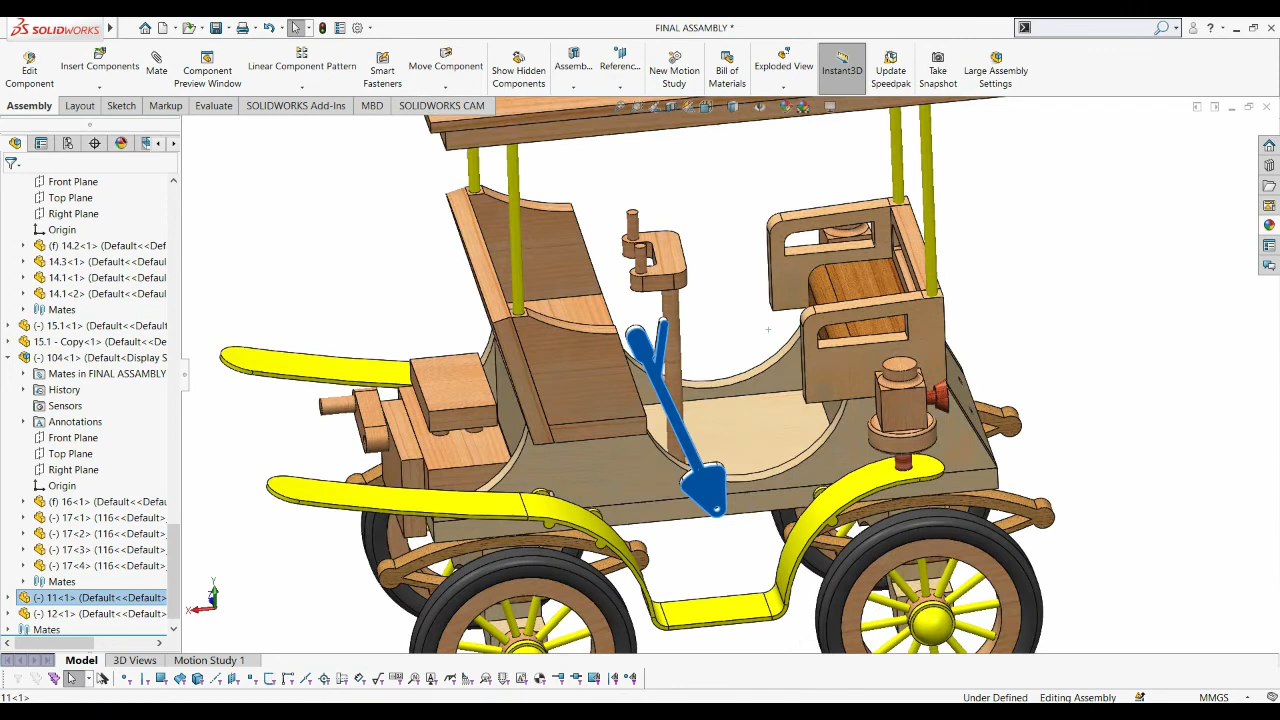 SOLIDWORKS
FINAL ASSEMBLY *
Edit Component
Insert Components
Mate
Component Preview Window
Linear Component Pattern
Smart Fasteners
Move Component
Show Hidden Components
Assemb...
Referenc...
New Motion Study
Bill of Materials
Exploded View
Instant3D
Update Speedpak
Take Snapshot
Large Assembly Settings
Assembly
Layout
Sketch
Markup
Evaluate
SOLIDWORKS Add-Ins
MBD
SOLIDWORKS CAM
Front Plane
Top Plane
Right Plane
Origin
(f) 14.2<1> (Default<<Def
14.3<1> (Default<<Defau
14.1<1> (Default<<Defau
14.1<2> (Default<<Defau
Mates
(-) 15.1<1> (Default<<Default
15.1 - Copy<1> (Default<<Def
(-) 104<1> (Default<Display S
Mates in FINAL ASSEMBLY
History
Sensors
Annotations
Front Plane
Top Plane
Right Plane
Origin
(f) 16<1> (Default<<Defau
(-) 17<1> (116<<Default>_
(-) 17<2> (116<<Default>_
(-) 17<3> (116<<Default>_
(-) 17<4> (116<<Default>_
Mates
(-) 11<1> (Default<<Default>
(-) 12<1> (Default<<Default>
Mates
Y
X
Model
3D Views
Motion Study 1
11<1>
Under Defined
Editing Assembly
MMGS